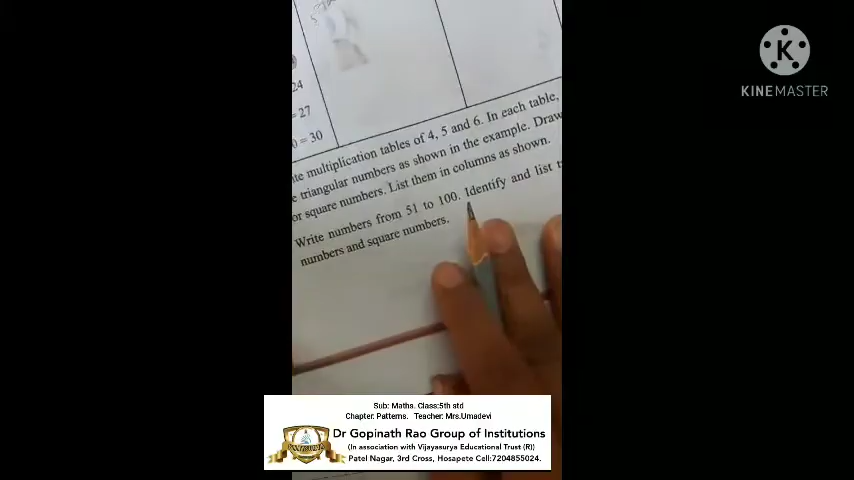 24
= 27
0 = 30
ite multiplication tables of 4, 5 and 6. In each table,
e triangular numbers as shown in the example. Draw
or square numbers. List them in columns as shown.
Write numbers from 51 to 100. Identify and list t
numbers and square numbers.
KINEMASTER
Sub: Maths. Class:5th std
Chapter: Patterns. Teacher: Mrs.Umadevi
Dr Gopinath Rao Group of Institutions
(In association with Vijayasurya Educational Trust (R))
Patel Nagar, 3rd Cross, Hosapete Cell:7204855024.